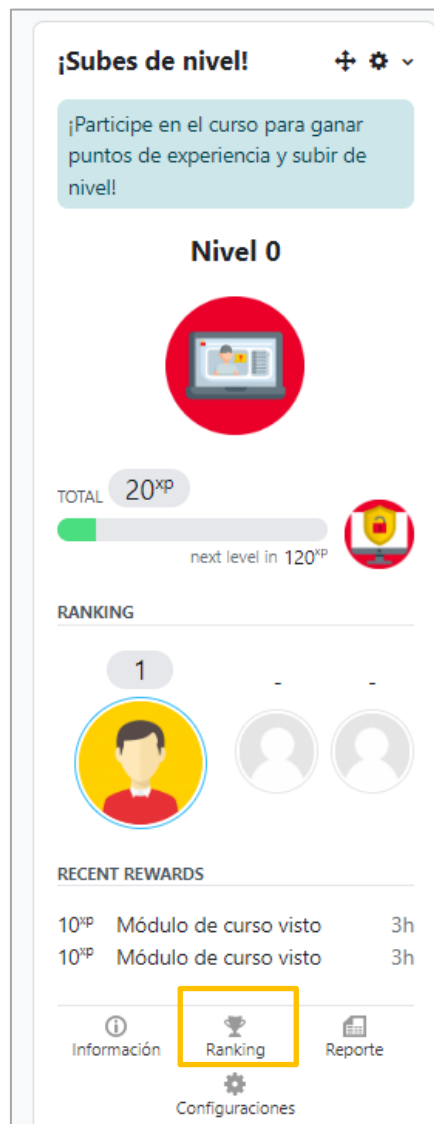 ¡Subes de nivel!
¡Participe en el curso para ganar
puntos de experiencia y subir de
nivel!
Nivel 0
TOTAL 20xp
next level in 120xp
RANKING
1 - -
RECENT REWARDS
10xp Módulo de curso visto 3h
10xp Módulo de curso visto 3h
Información Ranking Reporte
Configuraciones